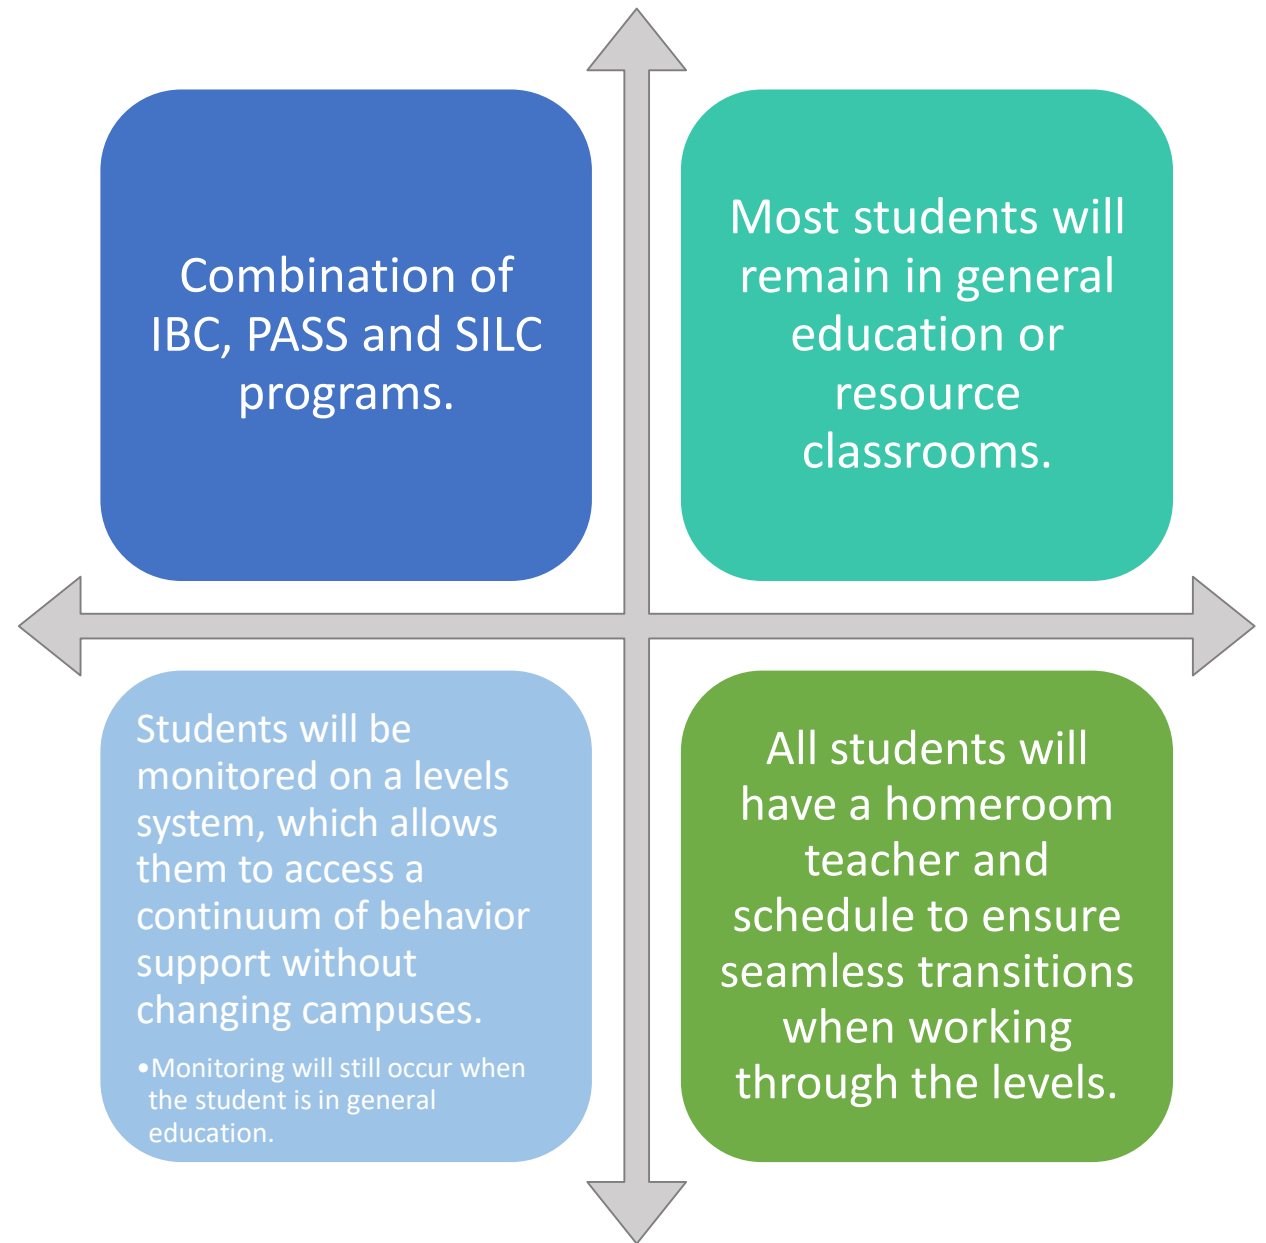 Combination of
IBC, PASS and SILC
programs.
Most students will
remain in general
education or
resource
classrooms.
Students will be
monitored on a levels
system, which allows
them to access a
continuum of behavior
support without
changing campuses.
•Monitoring will still occur when
the student is in general
education.
All students will
have a homeroom
teacher and
schedule to ensure
seamless transitions
when working
through the levels.